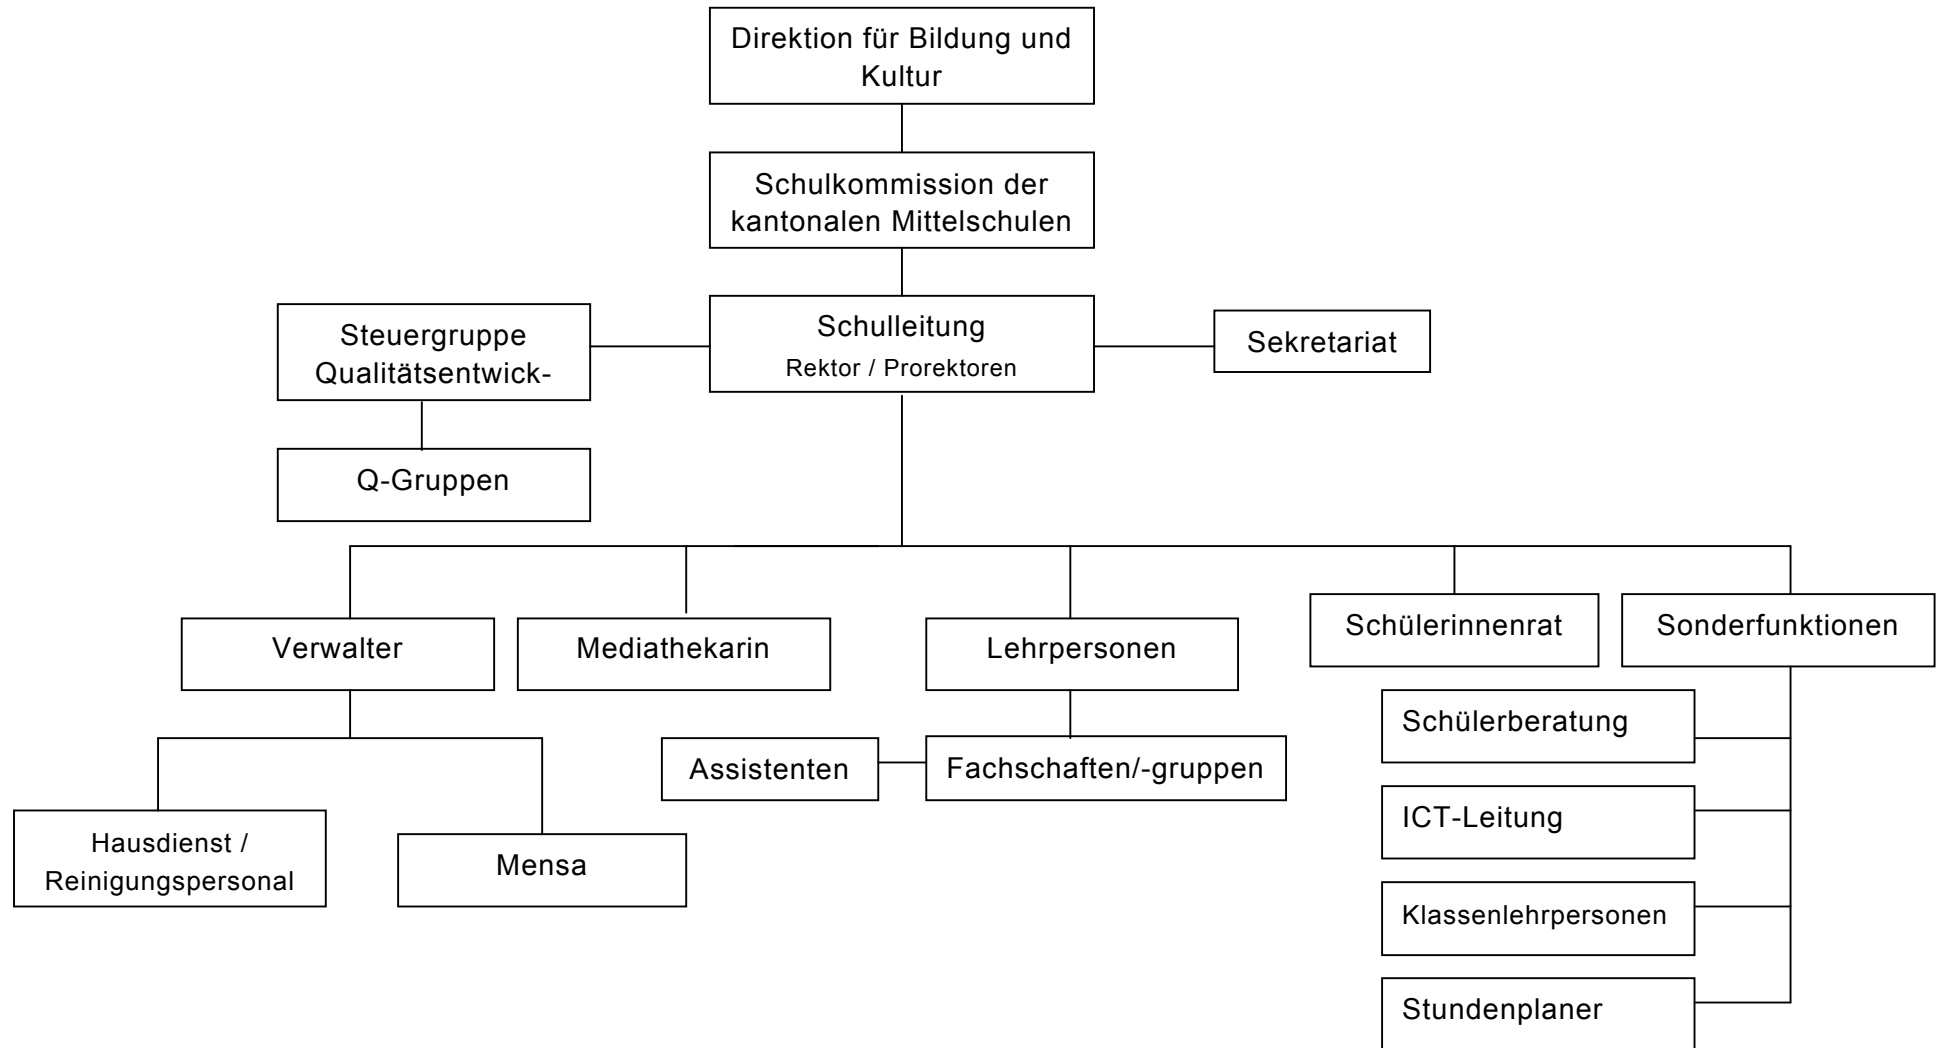 Direktion für Bildung und
Kultur
Schulkommission der
kantonalen Mittelschulen
Steuergruppe
Qualitätsentwick-
Schulleitung
Rektor / Prorektoren
Sekretariat
Q-Gruppen
Verwalter
Mediathekarin
Lehrpersonen
Schülerinnenrat
Sonderfunktionen
Assistenten
Fachschaften/-gruppen
Hausdienst /
Reinigungspersonal
Mensa
Schülerberatung
ICT-Leitung
Klassenlehrpersonen
Stundenplaner